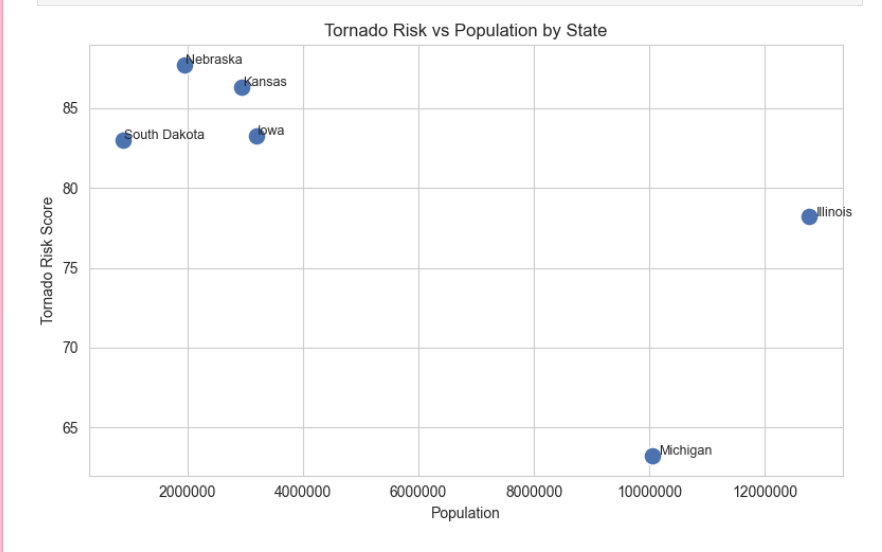 Tornado Risk vs Population by State
Nebraska
Kansas
85
South Dakota
Iowa
80
Illinois
75
Tornado Risk Score
70
65
Michigan
2000000 4000000 6000000 8000000 10000000 12000000
Population